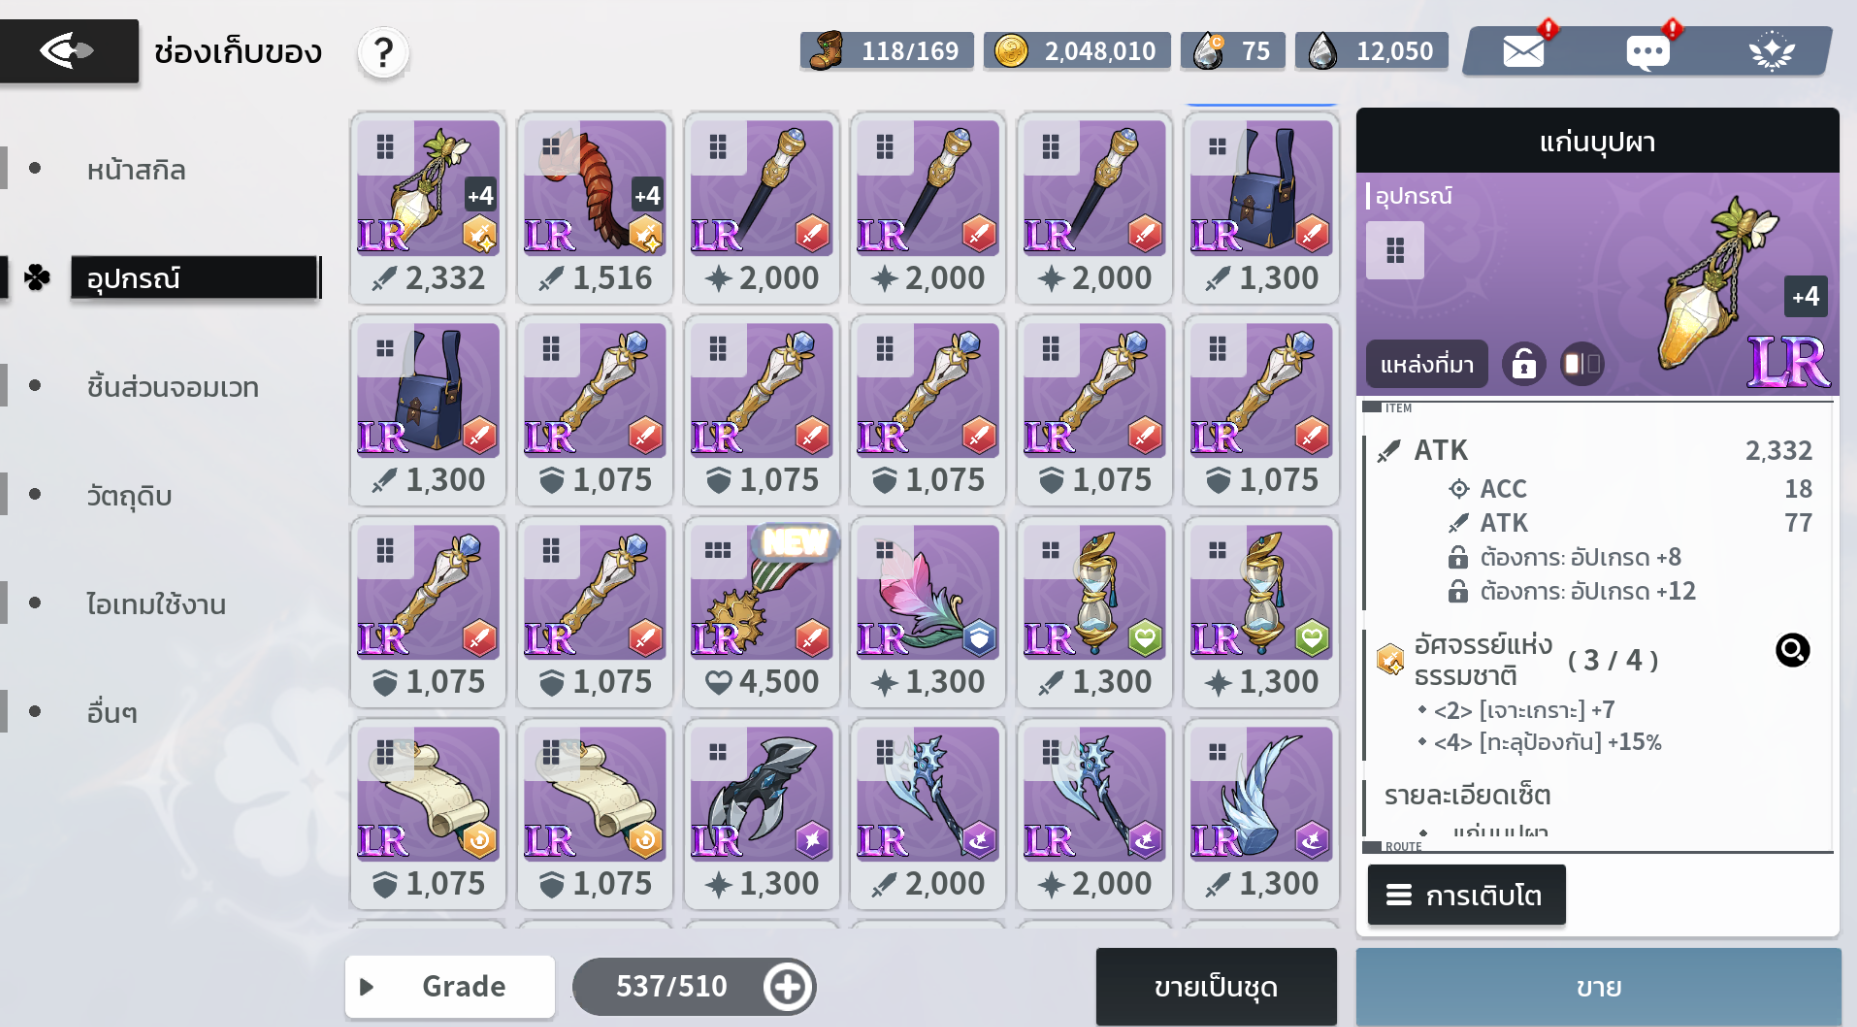 ช่องเก็บของ
?
118/169
2,048,010
75
12,050
หน้าสกิล
อุปกรณ์
ชิ้นส่วนจอมเวท
วัตถุดิบ
ไอเทมใช้งาน
อื่นๆ
+4 LR
+4 LR
LR
LR
LR
LR
2,332
1,516
2,000
2,000
2,000
1,300
LR
LR
LR
LR
LR
LR
1,300
1,075
1,075
1,075
1,075
1,075
NEW
LR
LR
LR
LR
LR
LR
1,075
1,075
4,500
1,300
1,300
1,300
LR
LR
LR
LR
LR
LR
1,075
1,075
1,300
2,000
2,000
1,300
Grade
537/510
ขายเป็นชุด
แก่นบุปผา
อุปกรณ์
+4
แหล่งที่มา
LR
ITEM
ATK 2,332
ACC 18
ATK 77
ต้องการ: อัปเกรด +8
ต้องการ: อัปเกรด +12
อัศจรรย์แห่ง
ธรรมชาติ
( 3 / 4 )
<2> [เจาะเกราะ] +7
<4> [ทะลุป้องกัน] +15%
รายละเอียดเซ็ต
แก่นบุปผา
ROUTE
การเติบโต
ขาย